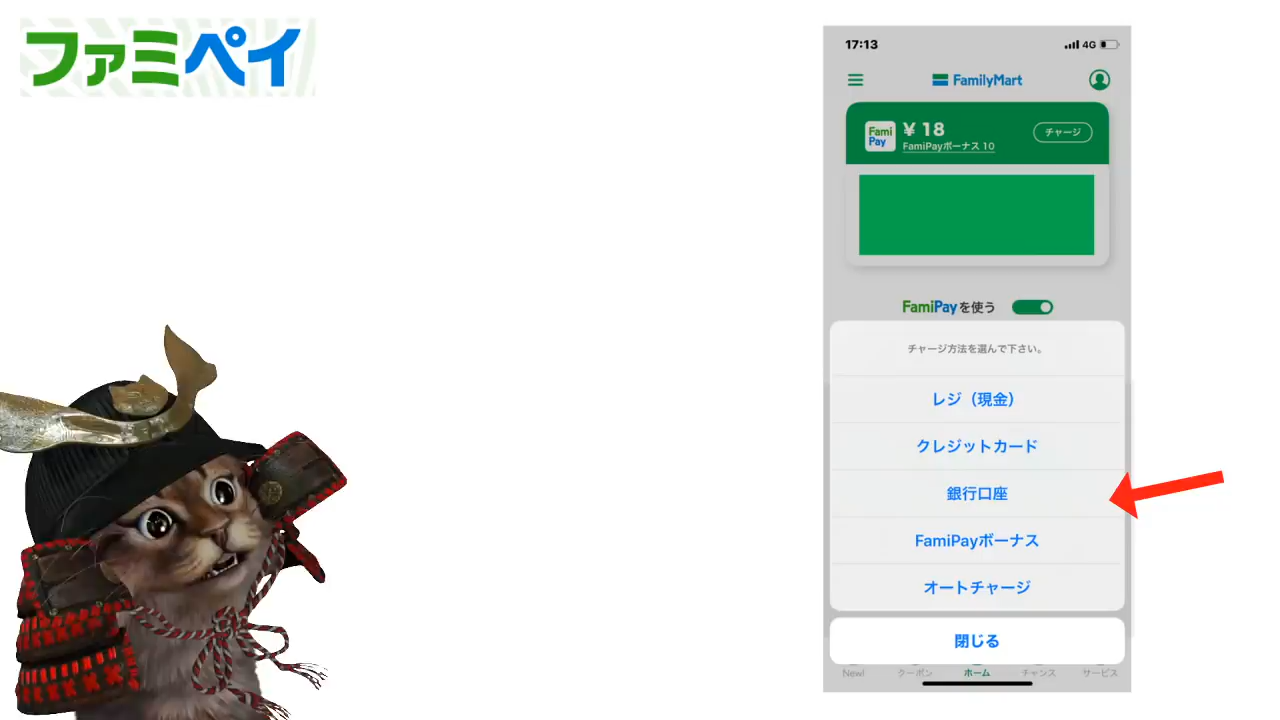 ファミペイ
17:13
4G
FamilyMart
Fami
Pay
¥ 18
FamiPayボーナス 10
チャージ
FamiPayを使う
チャージ方法を選んで下さい。
レジ（現金）
クレジットカード
銀行口座
FamiPayボーナス
オートチャージ
閉じる
New!
クーポン
ホーム
チャンス
サービス